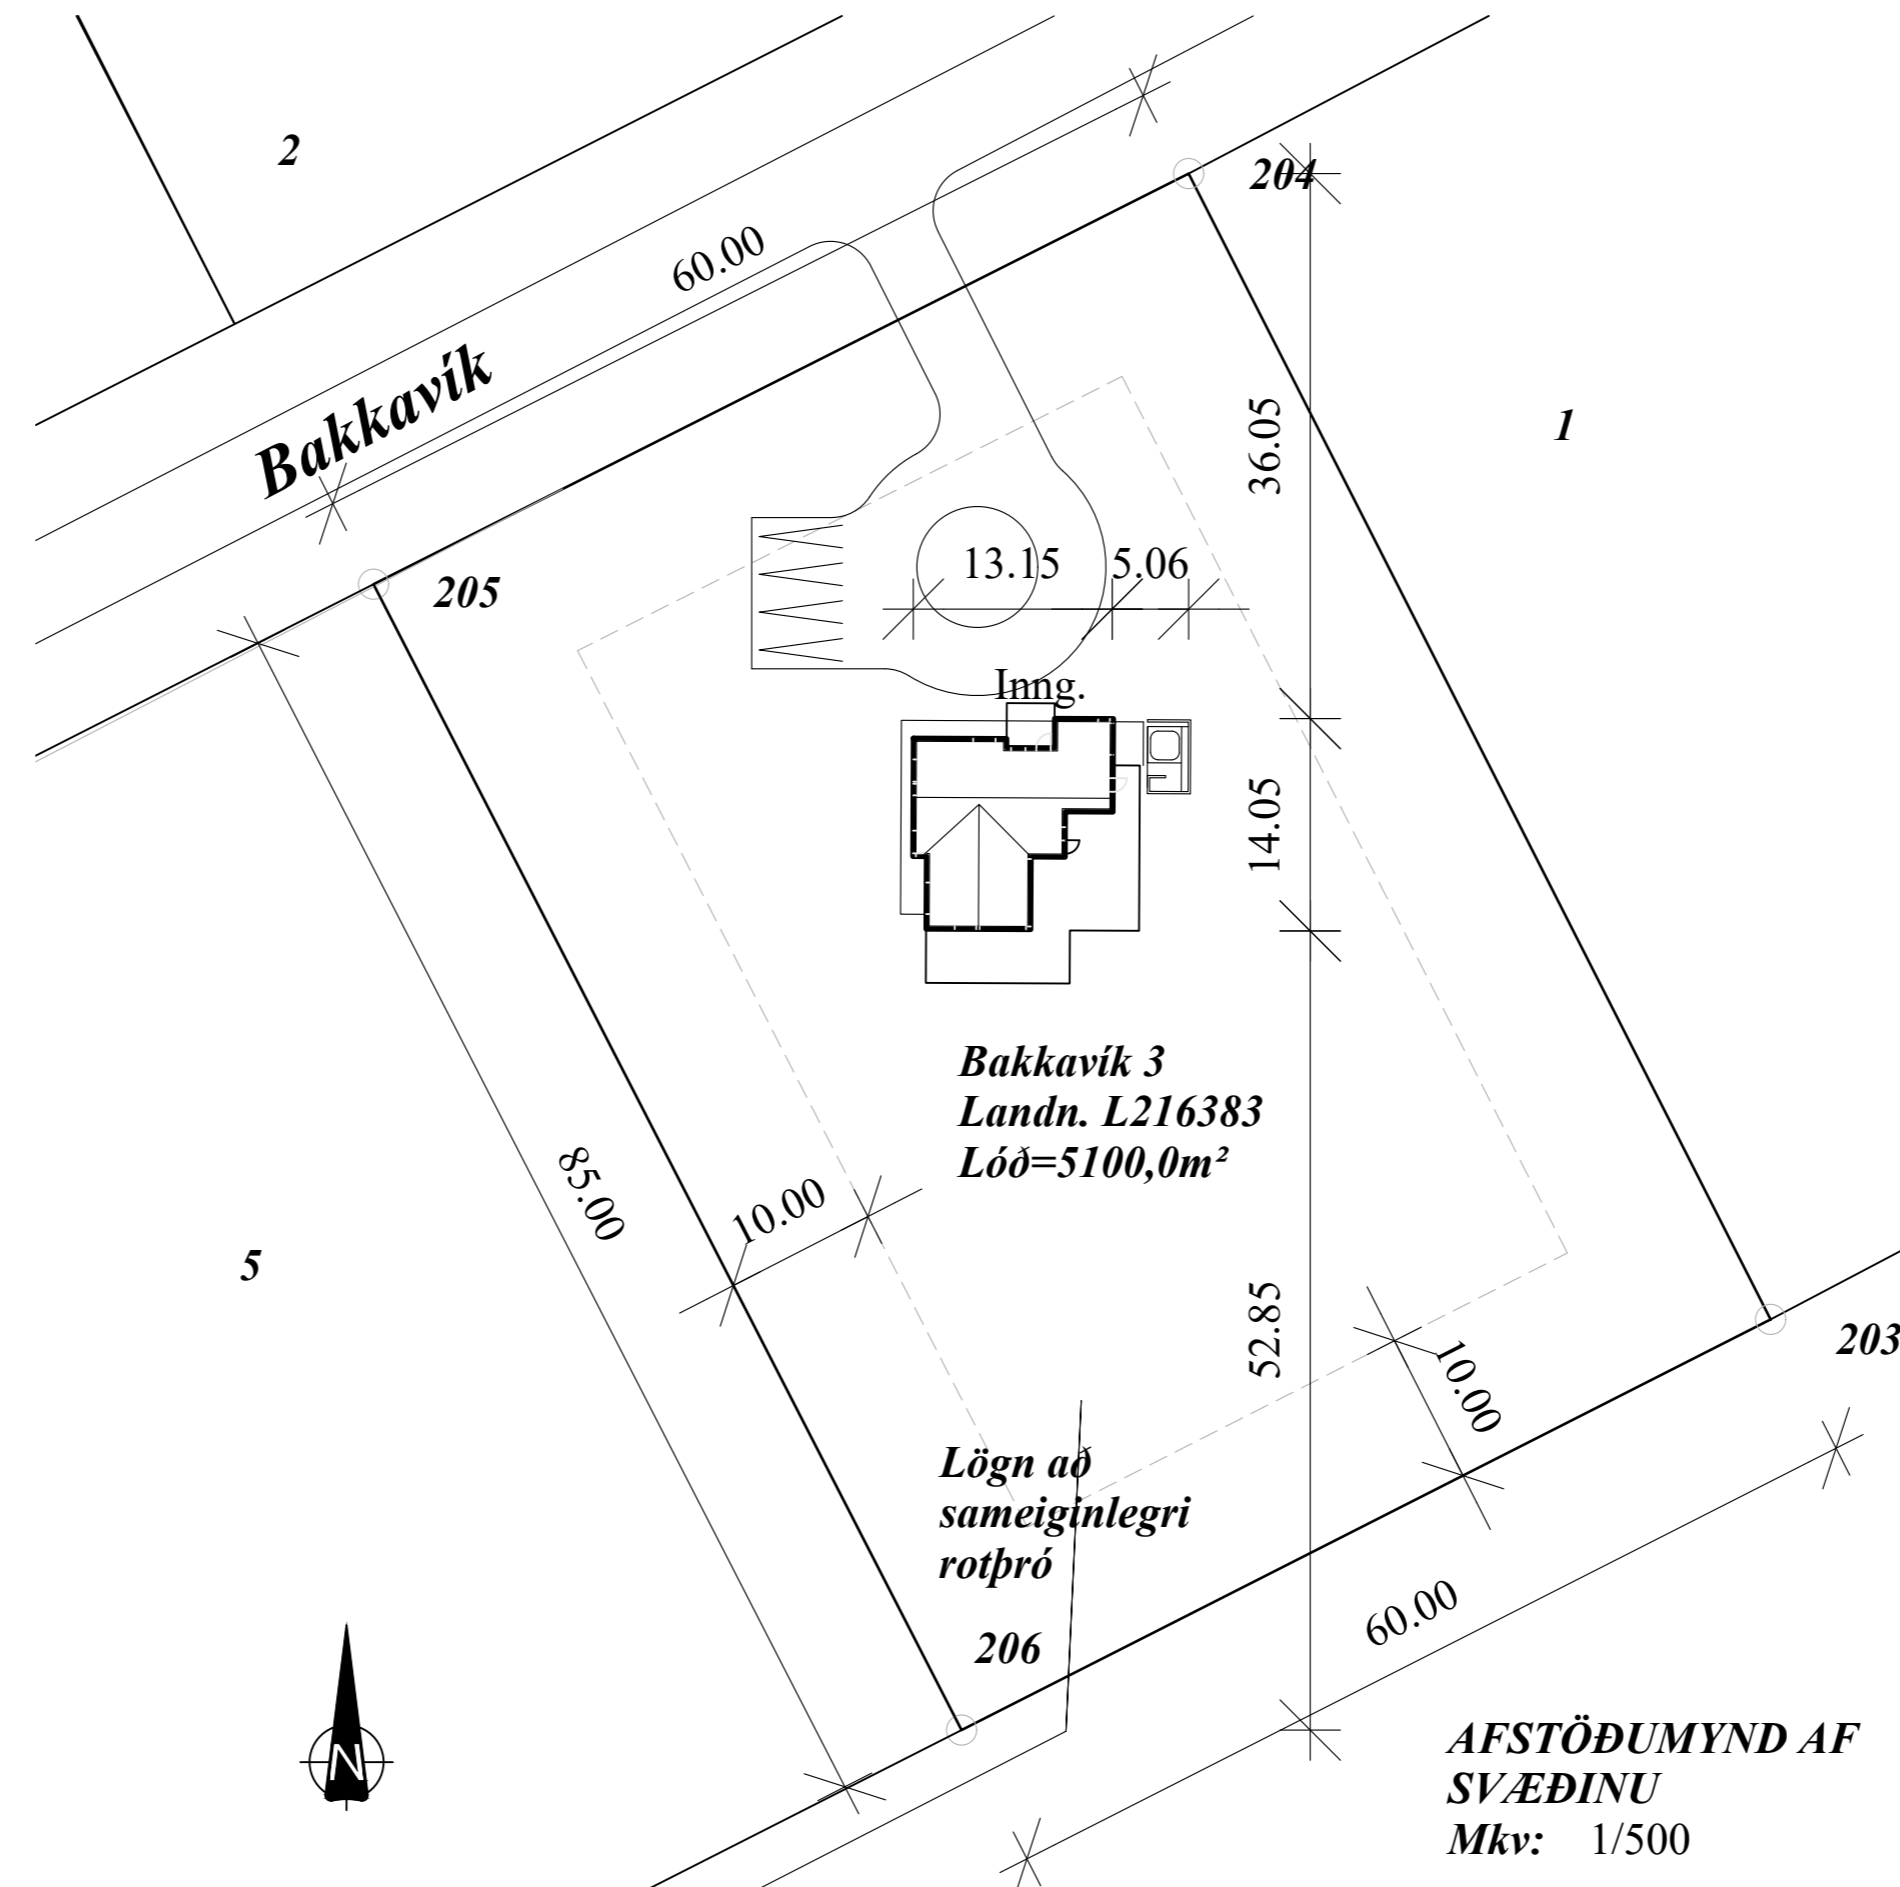 2
204
60.00
Bakkavík
36.05
1
13.15
5.06
205
Inng.
14.05
Bakkavík 3
Landn. L216383
Lóð=5100,0m²
85.00
10.00
5
52.85
203
10.00
Lögn að
sameiginlegri
rotþró
206
60.00
N
AFSTÖÐUMYND AF
SVÆÐINU
Mkv: 1/500